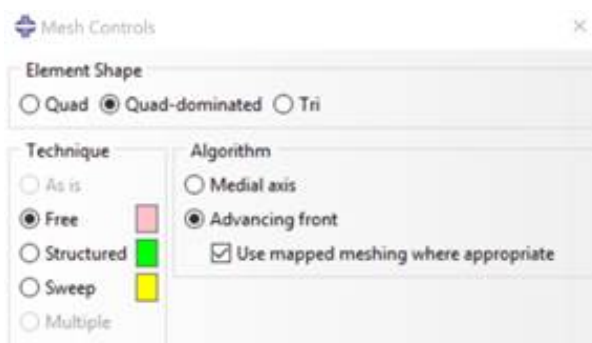 Mesh Controls
Element Shape
Quad Quad-dominated Tri
Technique
Algorithm
As is
Medial axis
Free
Advancing front
Structured
Use mapped meshing where appropriate
Sweep
Multiple